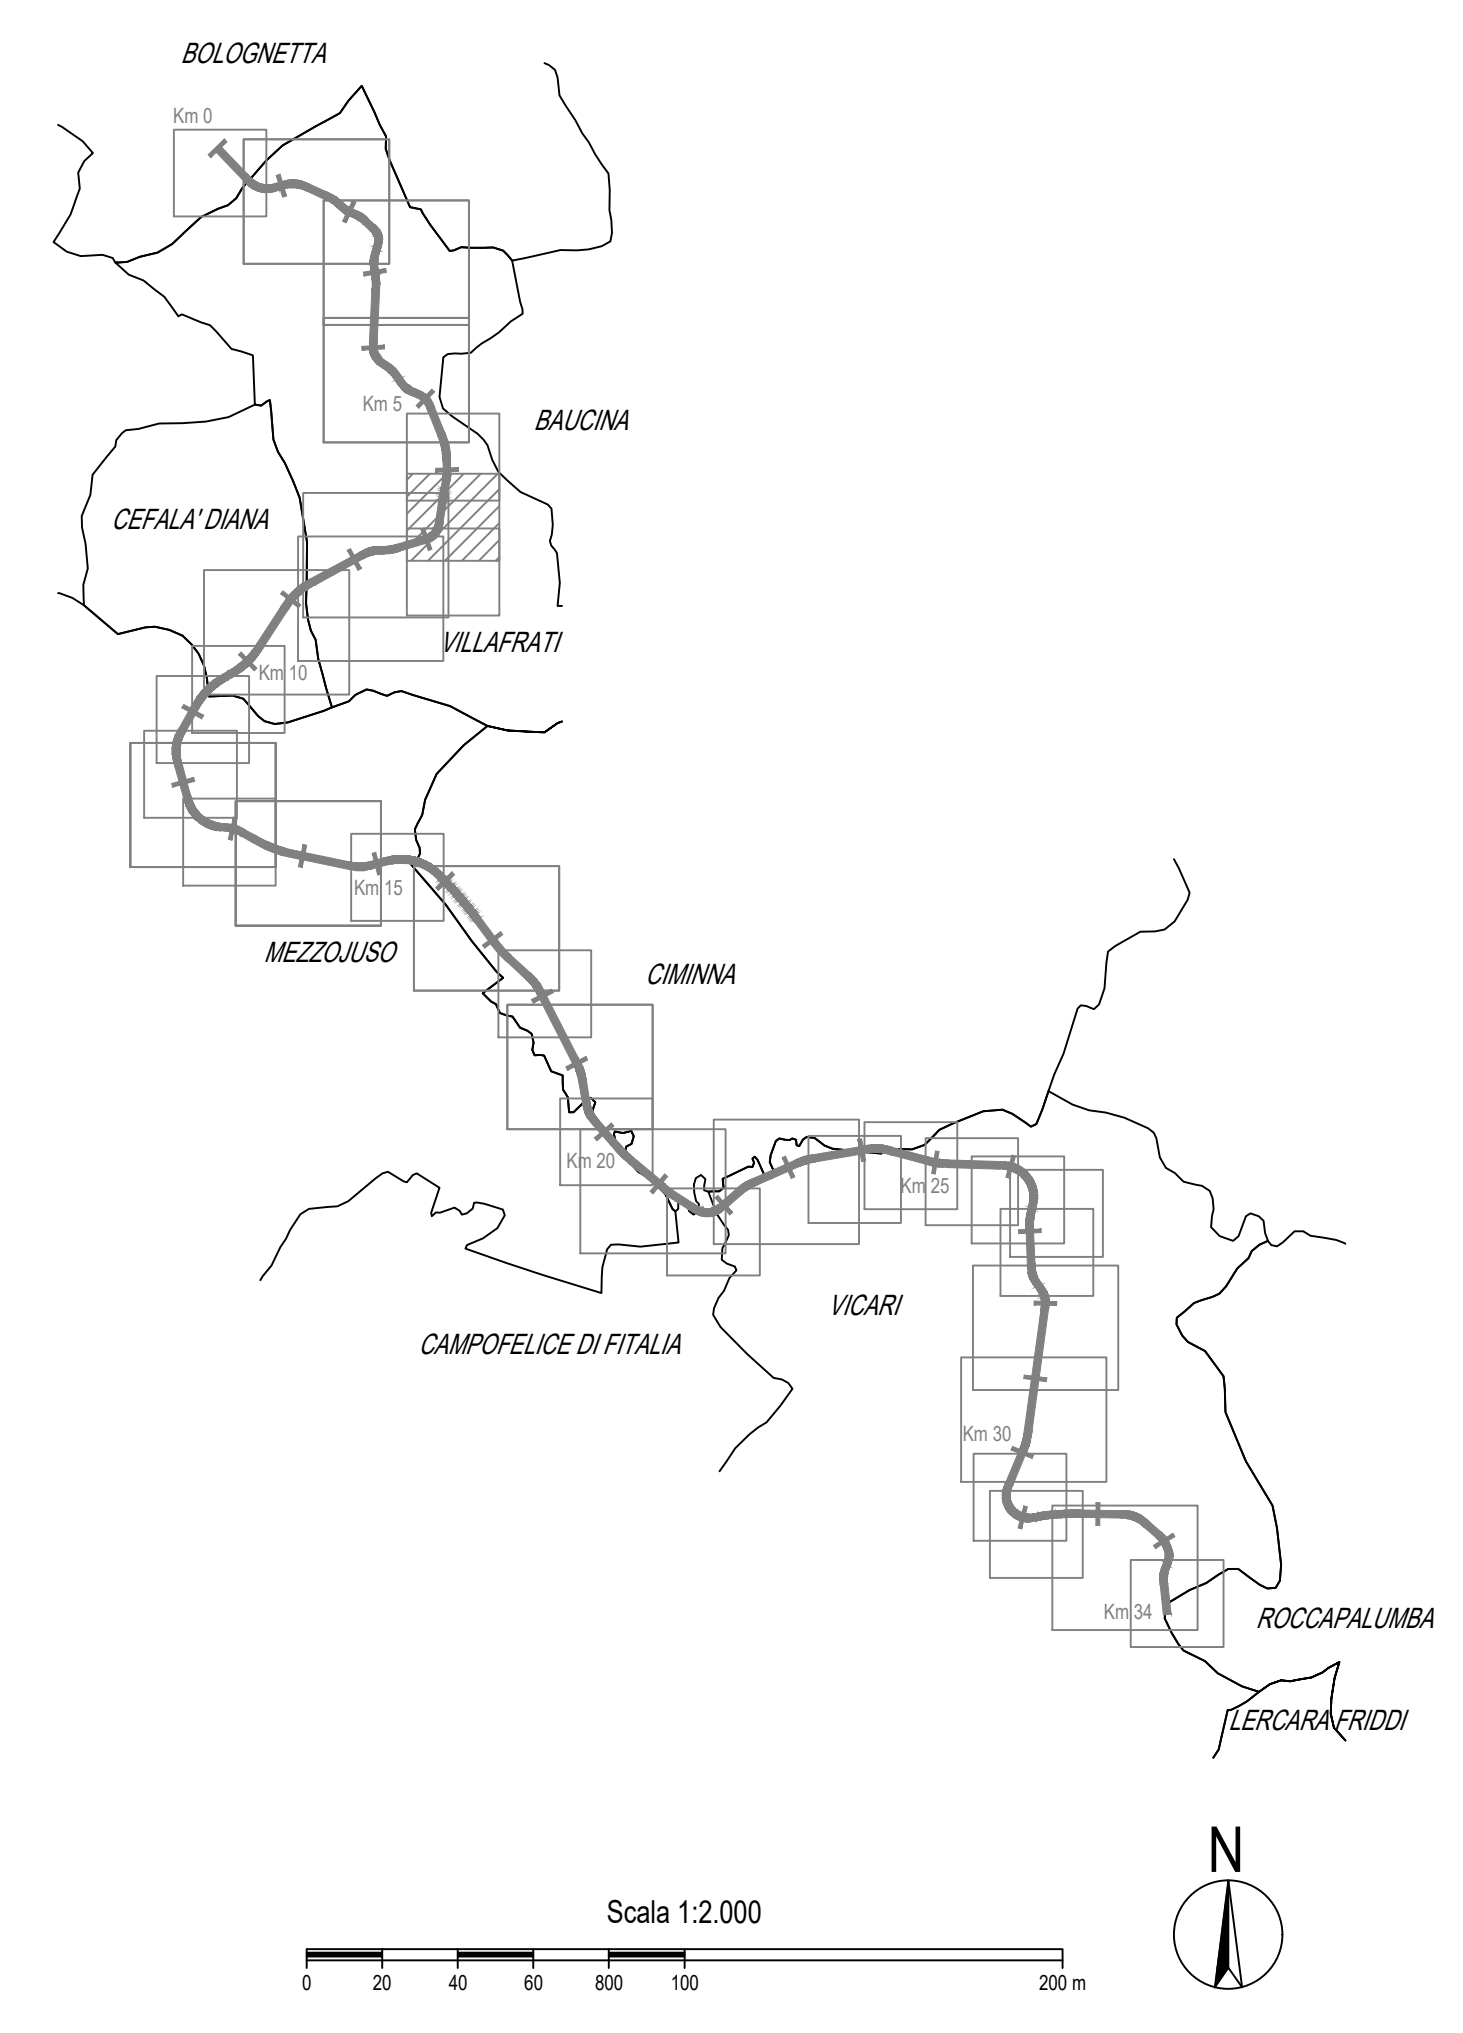 BOLOGNETTA
Km 0
Km 5
BAUCINA
CEFALA' DIANA
VILLAFRATI
Km 10
Km 15
MEZZOJUSO
CIMINNA
Km 20
Km 25
VICARI
CAMPOFELICE DI FITALIA
Km 30
Km 34
ROCCAPALUMBA
LERCARA FRIDDI
N
Scala 1:2.000
0 20 40 60 800 100 200 m